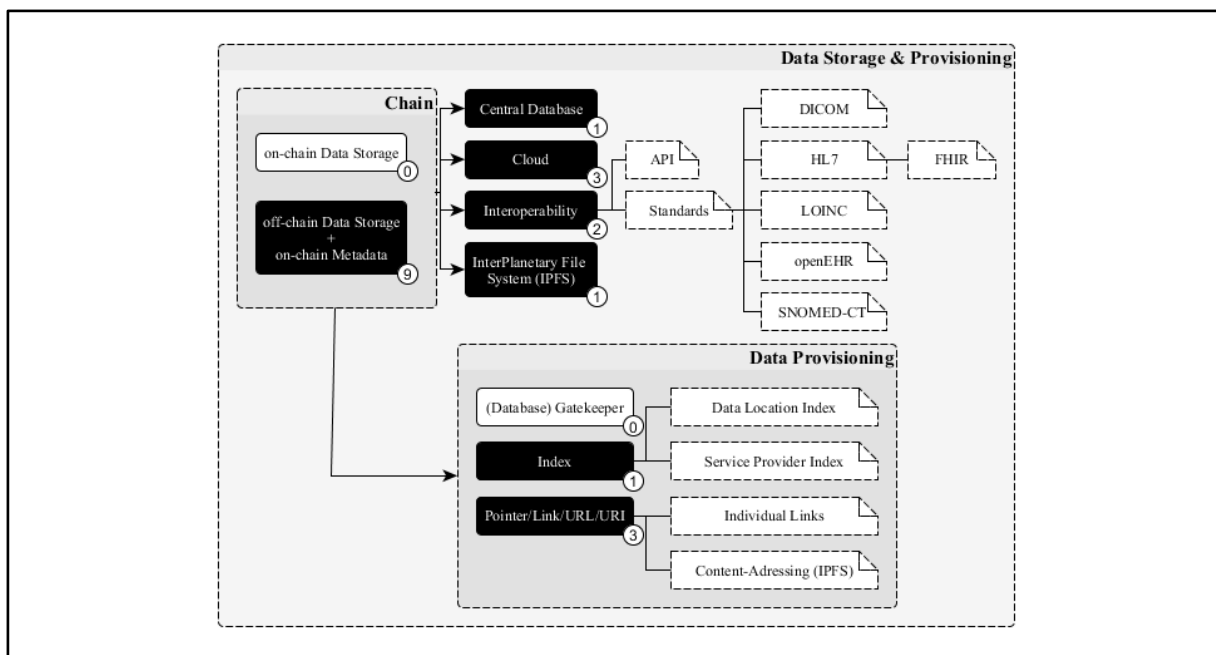 Data Storage & Provisioning
Chain
on-chain Data Storage
0
off-chain Data Storage
+
on-chain Metadata
9
Central Database
1
Cloud
3
Interoperability
2
InterPlanetary File
System (IPFS)
1
API
Standards
DICOM
HL7
FHIR
LOINC
openEHR
SNOMED-CT
Data Provisioning
(Database) Gatekeeper
0
Index
1
Pointer/Link/URL/URI
3
Data Location Index
Service Provider Index
Individual Links
Content-Adressing (IPFS)